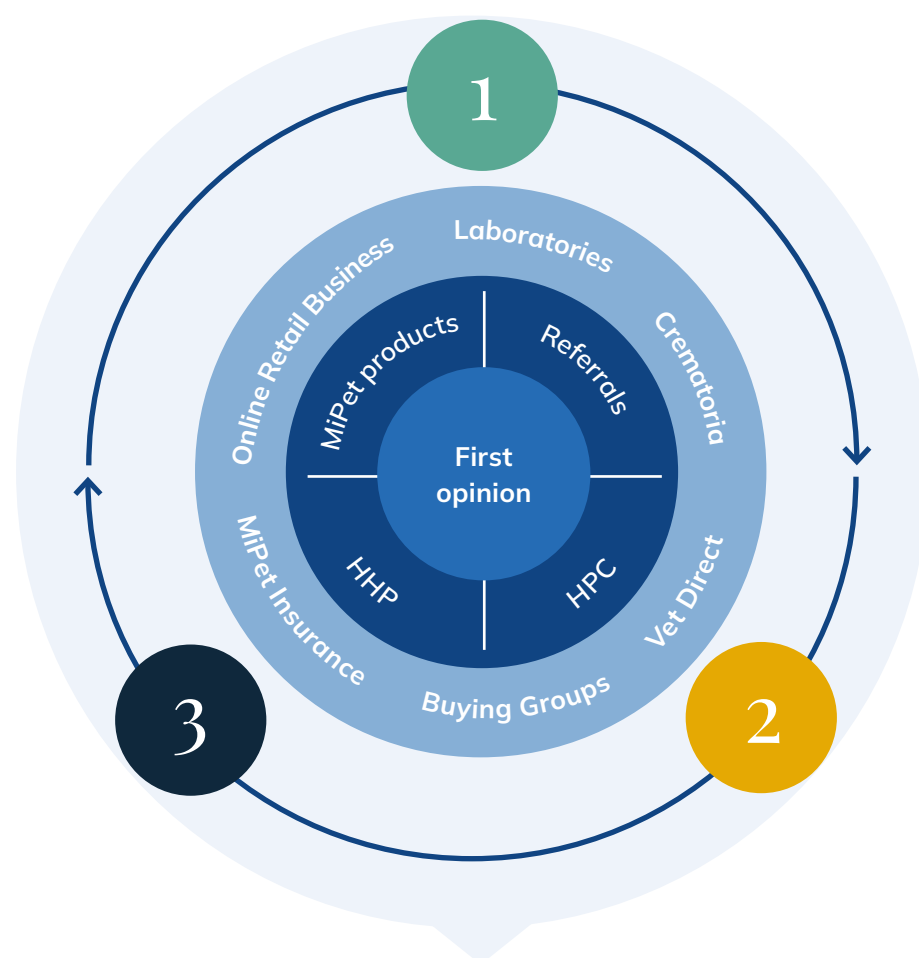 1
Laboratories
Online Retail Business
Crematoria
MiPet products
Referrals
First
opinion
HHP
HPC
MiPet Insurance
Vet Direct
Buying Groups
3
2